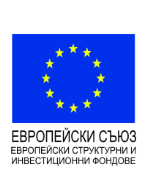 ЕВРОПЕЙСКИ СЪЮЗ
ЕВРОПЕЙСКИ СТРУКТУРНИ И
ИНВЕСТИЦИОННИ ФОНДОВЕ